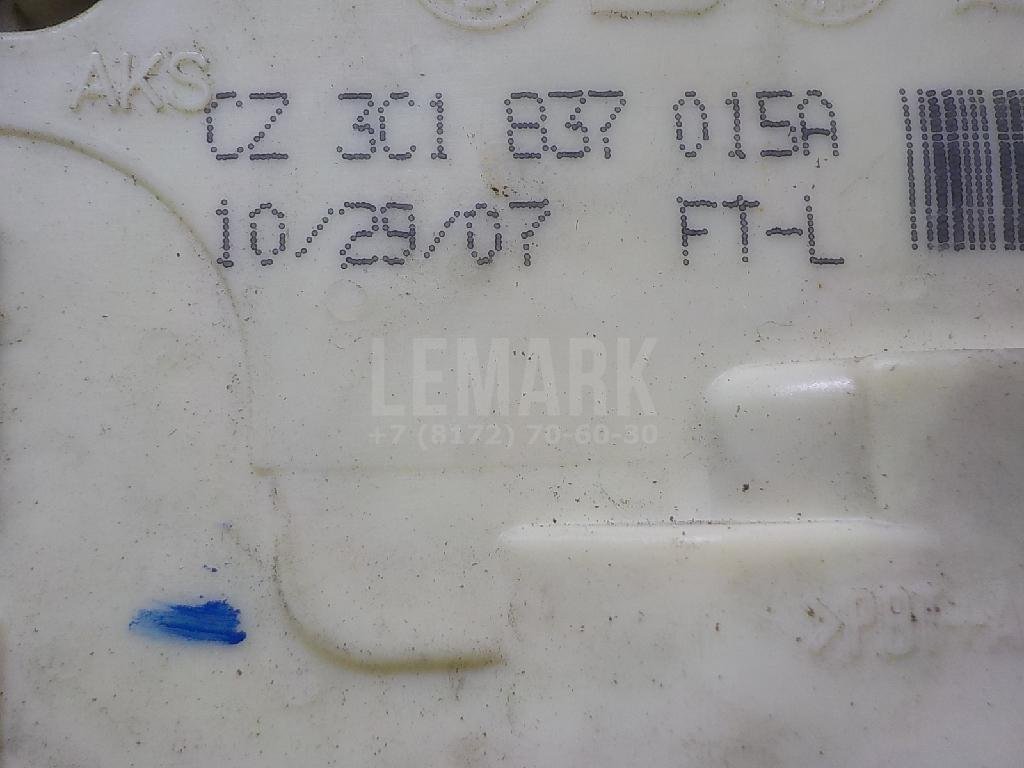 AKS
CZ 3C1 837 015A
10/29/07 FT-L
LEMARK
+7 (8172) 70-60-30